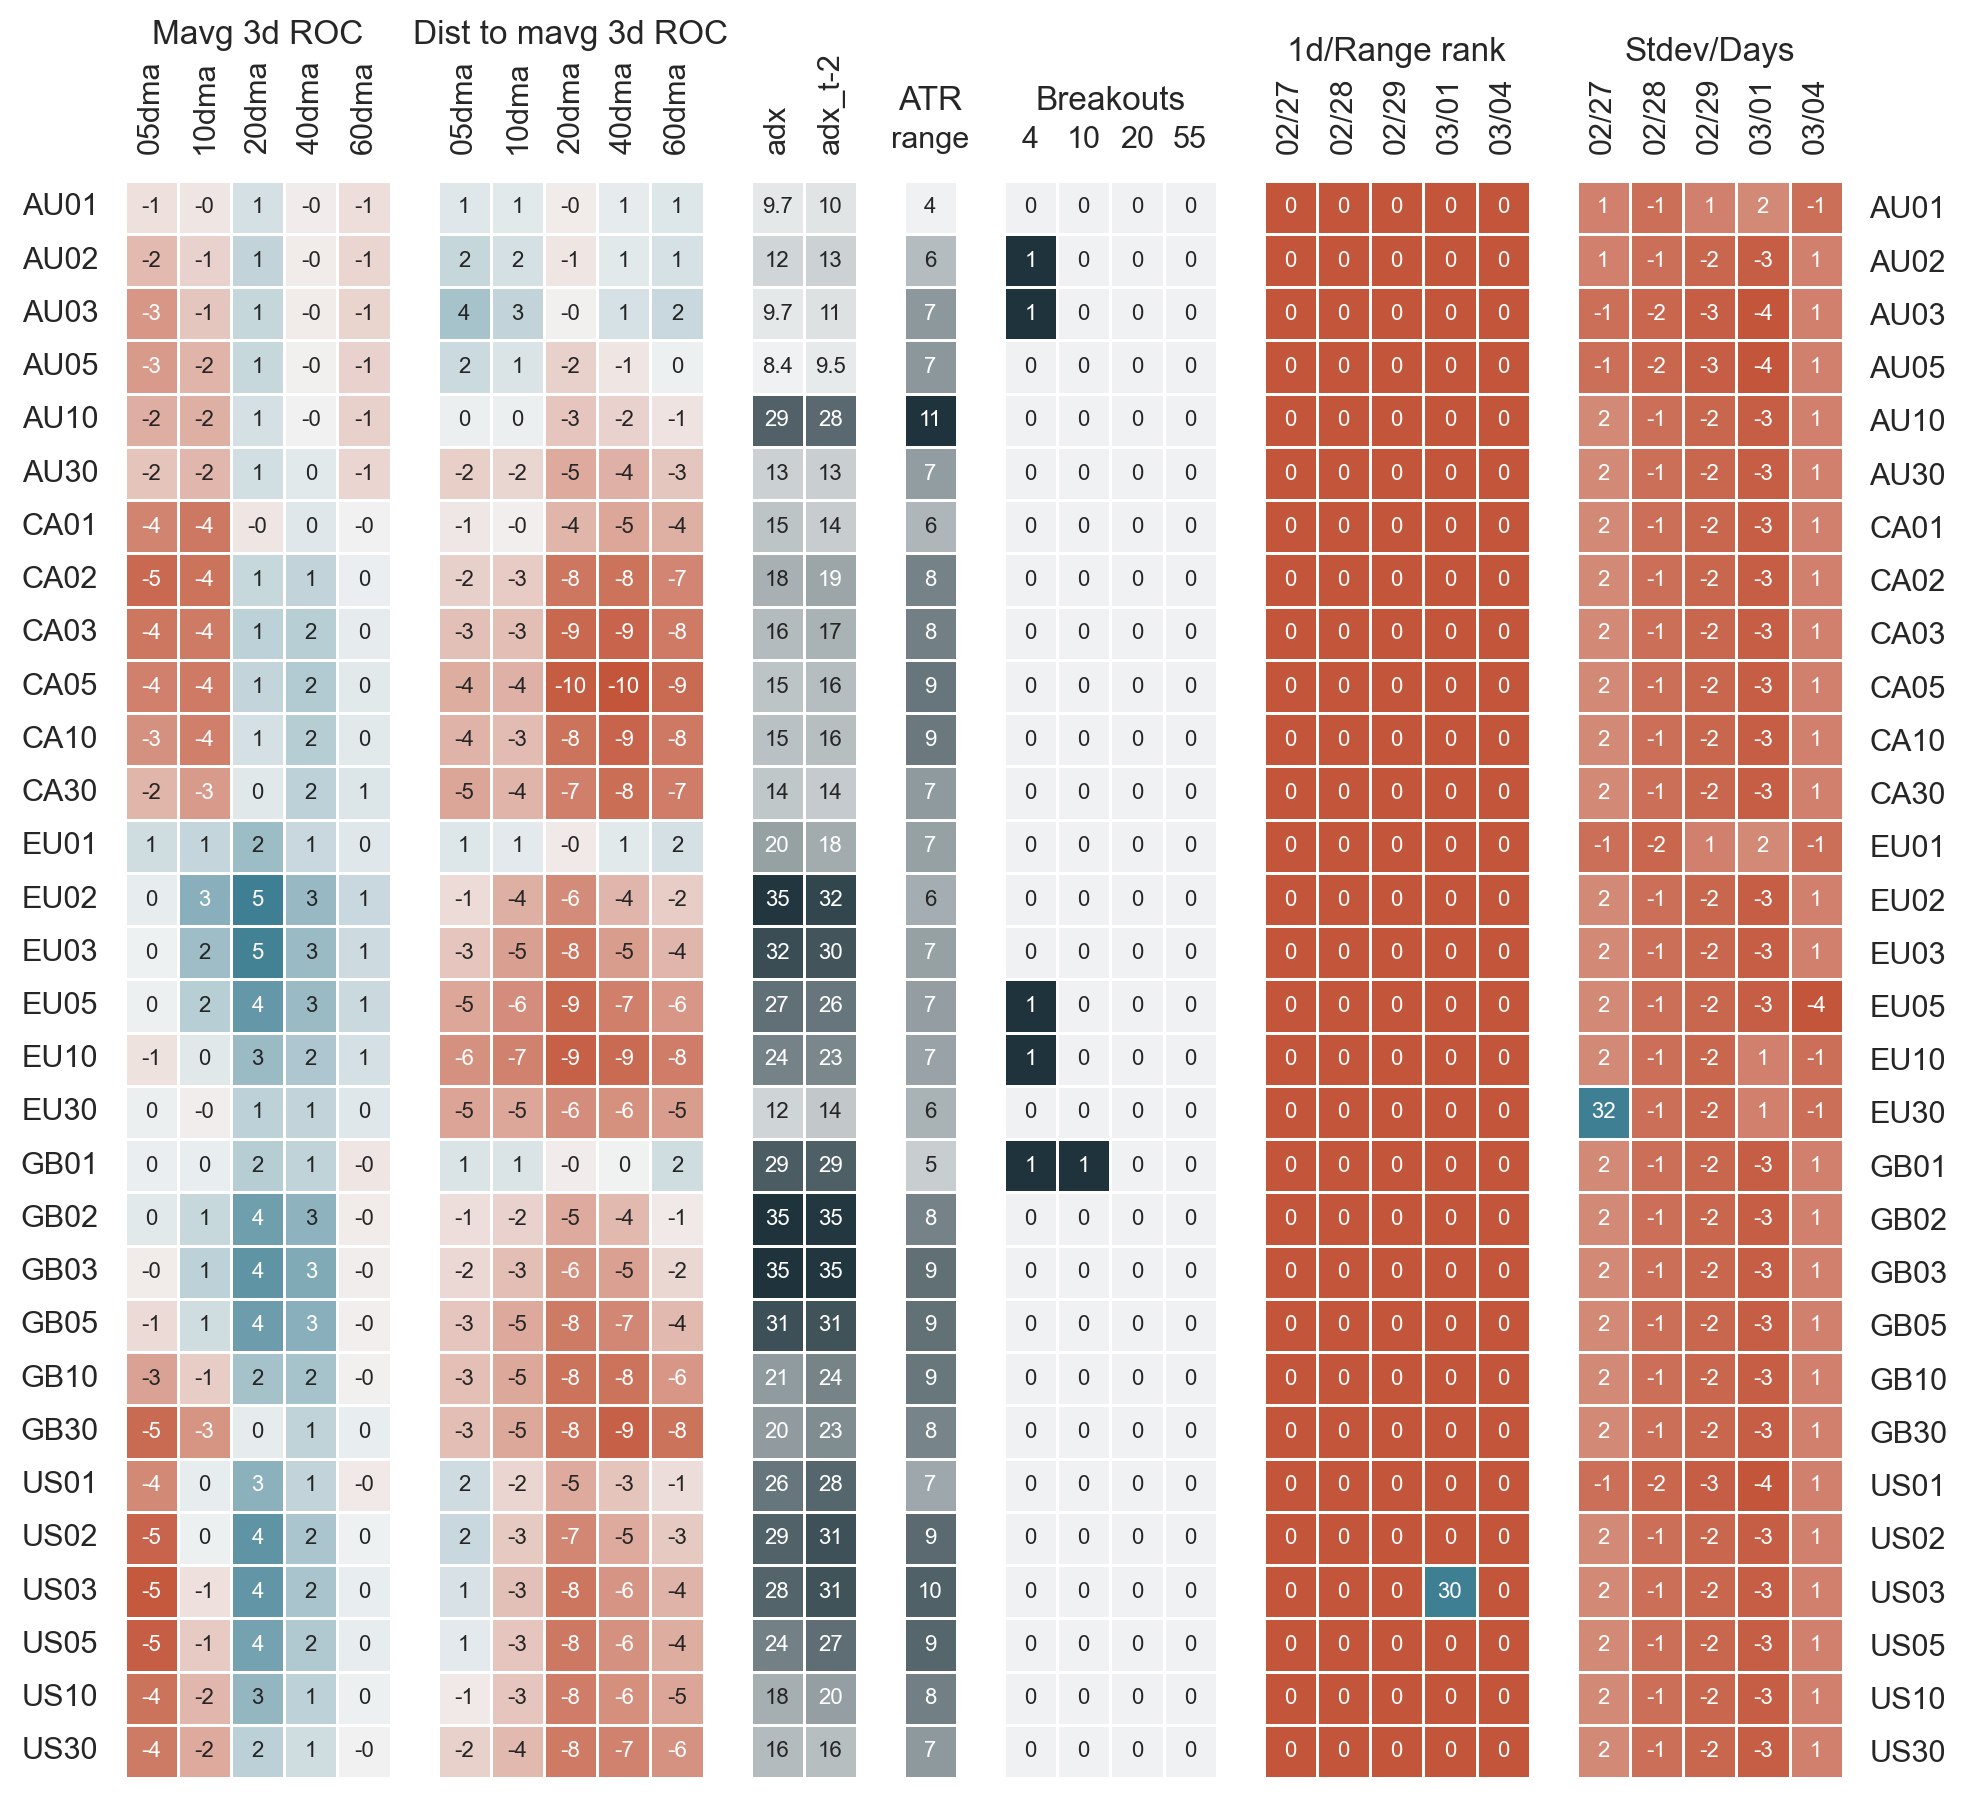 Mavg 3d ROC Dist to mavg 3d ROC 1d/Range rank Stdev/Days
ATR Breakouts
05dma 10dma 20dma 40dma 60dma 05dma 10dma 20dma 40dma 60dma adx adx_t-2 range 4 10 20 55 02/27 02/28 02/29 03/01 03/04 02/27 02/28 02/29 03/01 03/04
AU01 -1 -0 1 -0 -1 1 1 -0 1 1 9.7 10 4 0 0 0 0 0 0 0 0 0 1 -1 1 2 -1 AU01
AU02 -2 -1 1 -0 -1 2 2 -1 1 1 12 13 6 1 0 0 0 0 0 0 0 0 1 -1 -2 -3 1 AU02
AU03 -3 -1 1 -0 -1 4 3 -0 1 2 9.7 11 7 1 0 0 0 0 0 0 0 0 -1 -2 -3 -4 1 AU03
AU05 -3 -2 1 -0 -1 2 1 -2 -1 0 8.4 9.5 7 0 0 0 0 0 0 0 0 0 -1 -2 -3 -4 1 AU05
AU10 -2 -2 1 -0 -1 0 0 -3 -2 -1 29 28 11 0 0 0 0 0 0 0 0 0 2 -1 -2 -3 1 AU10
AU30 -2 -2 1 0 -1 -2 -2 -5 -4 -3 13 13 7 0 0 0 0 0 0 0 0 0 2 -1 -2 -3 1 AU30
CA01 -4 -4 -0 0 -0 -1 -0 -4 -5 -4 15 14 6 0 0 0 0 0 0 0 0 0 2 -1 -2 -3 1 CA01
CA02 -5 -4 1 1 0 -2 -3 -8 -8 -7 18 19 8 0 0 0 0 0 0 0 0 0 2 -1 -2 -3 1 CA02
CA03 -4 -4 1 2 0 -3 -3 -9 -9 -8 16 17 8 0 0 0 0 0 0 0 0 0 2 -1 -2 -3 1 CA03
CA05 -4 -4 1 2 0 -4 -4 -10 -10 -9 15 16 9 0 0 0 0 0 0 0 0 0 2 -1 -2 -3 1 CA05
CA10 -3 -4 1 2 0 -4 -3 -8 -9 -8 15 16 9 0 0 0 0 0 0 0 0 0 2 -1 -2 -3 1 CA10
CA30 -2 -3 0 2 1 -5 -4 -7 -8 -7 14 14 7 0 0 0 0 0 0 0 0 0 2 -1 -2 -3 1 CA30
EU01 1 1 2 1 0 1 1 -0 1 2 20 18 7 0 0 0 0 0 0 0 0 0 -1 -2 1 2 -1 EU01
EU02 0 3 5 3 1 -1 -4 -6 -4 -2 35 32 6 0 0 0 0 0 0 0 0 0 2 -1 -2 -3 1 EU02
EU03 0 2 5 3 1 -3 -5 -8 -5 -4 32 30 7 0 0 0 0 0 0 0 0 0 2 -1 -2 -3 1 EU03
EU05 0 2 4 3 1 -5 -6 -9 -7 -6 27 26 7 1 0 0 0 0 0 0 0 0 2 -1 -2 -3 -4 EU05
EU10 -1 0 3 2 1 -6 -7 -9 -9 -8 24 23 7 1 0 0 0 0 0 0 0 0 2 -1 -2 1 -1 EU10
EU30 0 -0 1 1 0 -5 -5 -6 -6 -5 12 14 6 0 0 0 0 0 0 0 0 0 32 -1 -2 1 -1 EU30
GB01 0 0 2 1 -0 1 1 -0 0 2 29 29 5 1 1 0 0 0 0 0 0 0 2 -1 -2 -3 1 GB01
GB02 0 1 4 3 -0 -1 -2 -5 -4 -1 35 35 8 0 0 0 0 0 0 0 0 0 2 -1 -2 -3 1 GB02
GB03 -0 1 4 3 -0 -2 -3 -6 -5 -2 35 35 9 0 0 0 0 0 0 0 0 0 2 -1 -2 -3 1 GB03
GB05 -1 1 4 3 -0 -3 -5 -8 -7 -4 31 31 9 0 0 0 0 0 0 0 0 0 2 -1 -2 -3 1 GB05
GB10 -3 -1 2 2 -0 -3 -5 -8 -8 -6 21 24 9 0 0 0 0 0 0 0 0 0 2 -1 -2 -3 1 GB10
GB30 -5 -3 0 1 0 -3 -5 -8 -9 -8 20 23 8 0 0 0 0 0 0 0 0 0 2 -1 -2 -3 1 GB30
US01 -4 0 3 1 -0 2 -2 -5 -3 -1 26 28 7 0 0 0 0 0 0 0 0 0 -1 -2 -3 -4 1 US01
US02 -5 0 4 2 0 2 -3 -7 -5 -3 29 31 9 0 0 0 0 0 0 0 0 0 2 -1 -2 -3 1 US02
US03 -5 -1 4 2 0 1 -3 -8 -6 -4 28 31 10 0 0 0 0 0 0 0 30 0 2 -1 -2 -3 1 US03
US05 -5 -1 4 2 0 1 -3 -8 -6 -4 24 27 9 0 0 0 0 0 0 0 0 0 2 -1 -2 -3 1 US05
US10 -4 -2 3 1 0 -1 -3 -8 -6 -5 18 20 8 0 0 0 0 0 0 0 0 0 2 -1 -2 -3 1 US10
US30 -4 -2 2 1 -0 -2 -4 -8 -7 -6 16 16 7 0 0 0 0 0 0 0 0 0 2 -1 -2 -3 1 US30